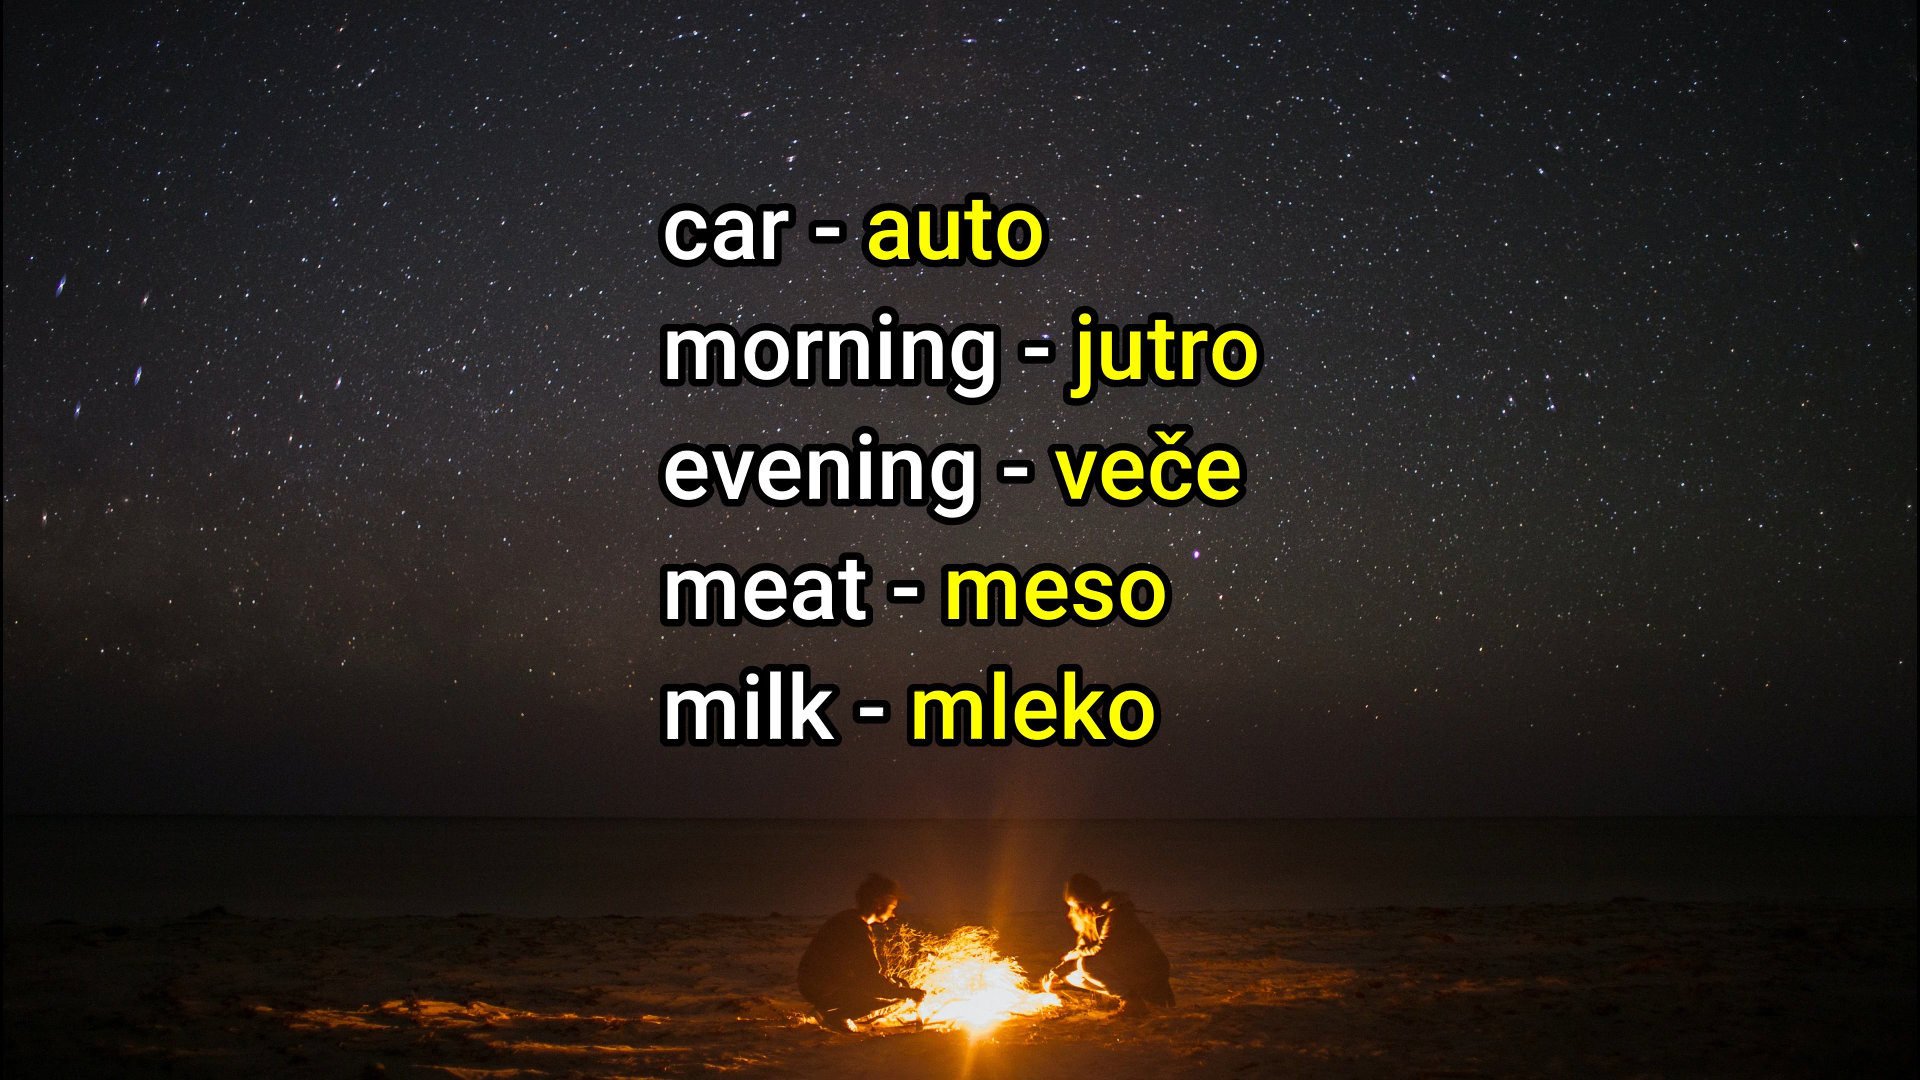 car - auto
morning - jutro
evening - veče
meat - meso
milk - mleko